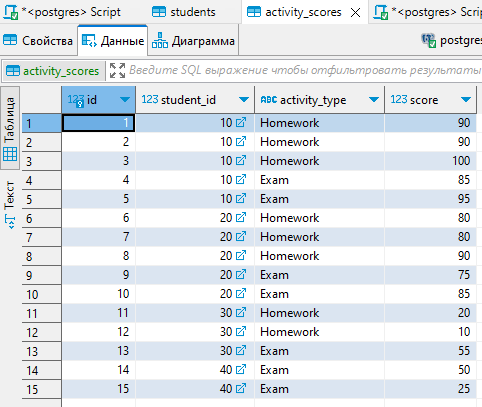 *<postgres> Script students activity_scores *<postgres> Script
Свойства Данные Диаграмма postgres
activity_scores Введите SQL выражение чтобы отфильтровать результаты
Таблица
Текст
123 id 123 student_id ABC activity_type 123 score
1 1 10 Homework 90
2 2 10 Homework 90
3 3 10 Homework 100
4 4 10 Exam 85
5 5 10 Exam 95
6 6 20 Homework 80
7 7 20 Homework 80
8 8 20 Homework 90
9 9 20 Exam 75
10 10 20 Exam 85
11 11 30 Homework 20
12 12 30 Homework 10
13 13 30 Exam 55
14 14 40 Exam 50
15 15 40 Exam 25